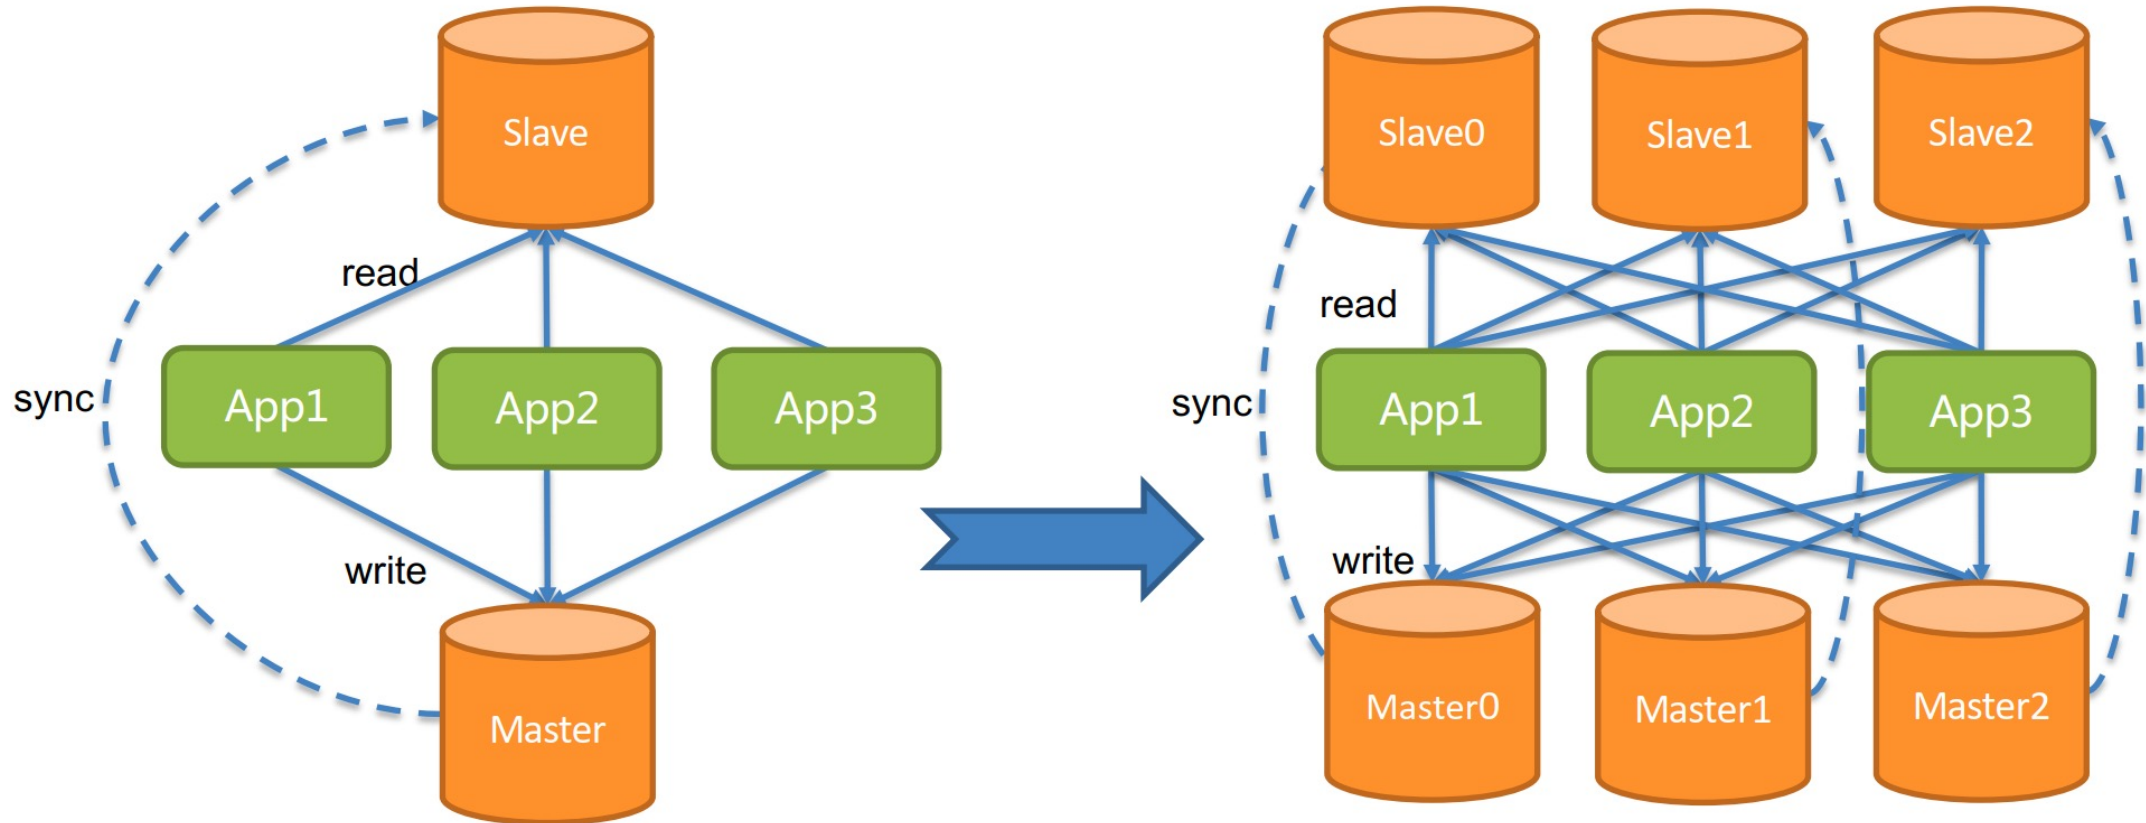 Slave
read
App1
App2
App3
sync
write
Master
Slave0
Slave1
Slave2
read
App1
App2
App3
sync
write
Master0
Master1
Master2